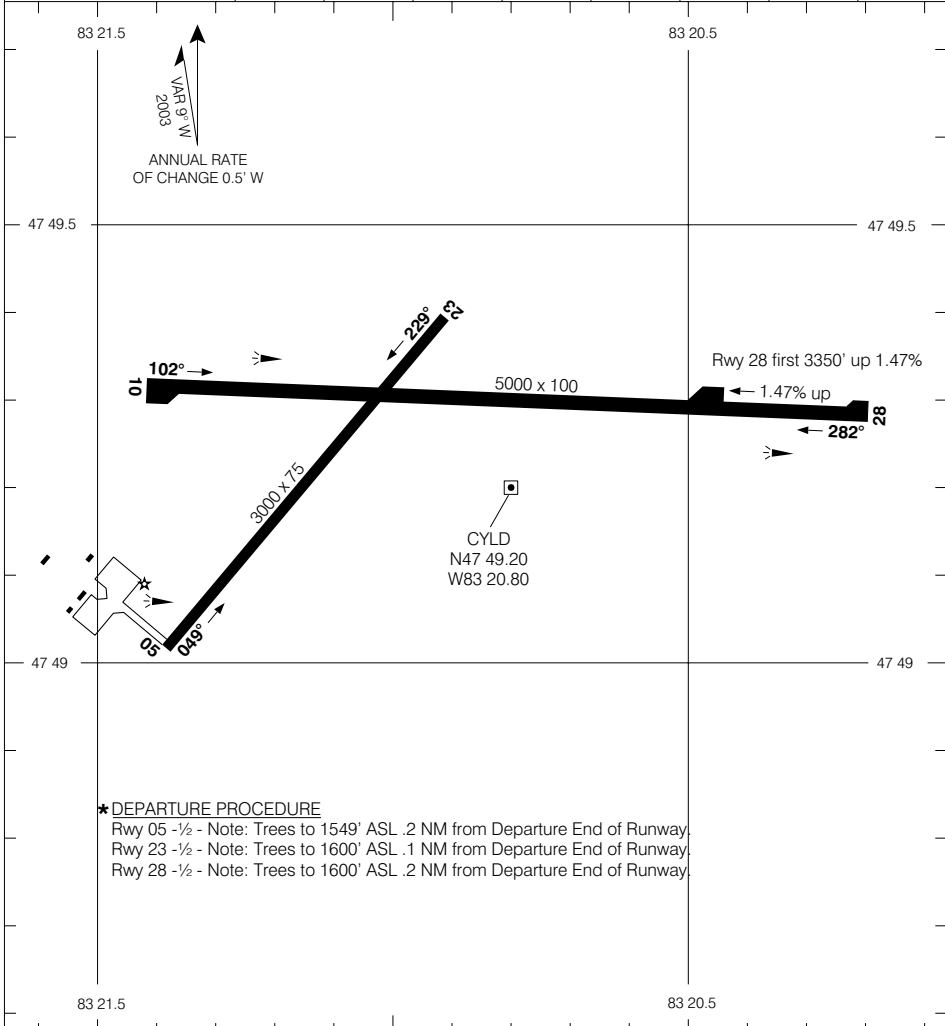 83 21.5
83 20.5
VAR 9° W
2003
ANNUAL RATE
OF CHANGE 0.5' W
47 49.5
47 49.5
23
229°
Rwy 28 first 3350' up 1.47%
102°
10
5000 x 100
1.47% up
28
282°
3000 x 75
CYLD
N47 49.20
W83 20.80
05
049°
47 49
47 49
* DEPARTURE PROCEDURE
Rwy 05 -½ - Note: Trees to 1549' ASL .2 NM from Departure End of Runway.
Rwy 23 -½ - Note: Trees to 1600' ASL .1 NM from Departure End of Runway.
Rwy 28 -½ - Note: Trees to 1600' ASL .2 NM from Departure End of Runway.
83 21.5
83 20.5